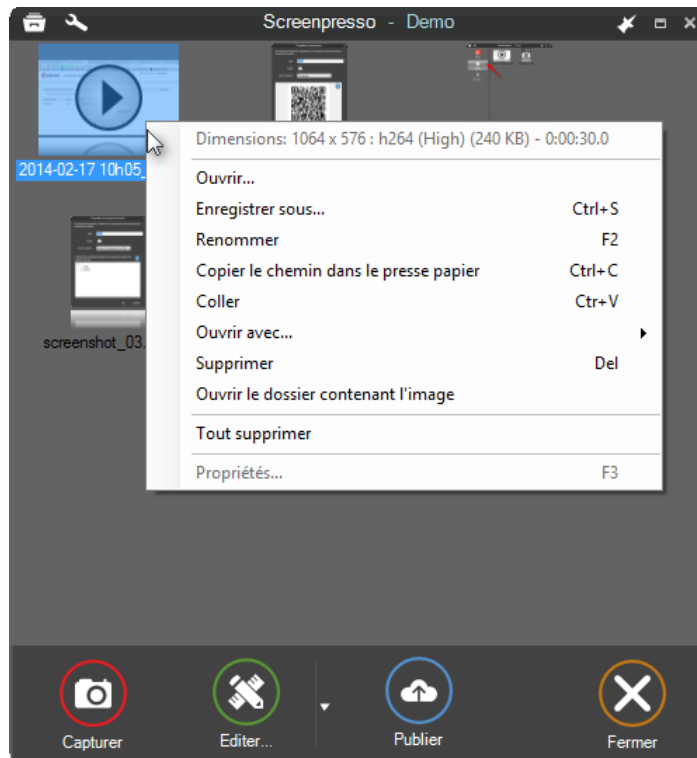 Screenpresso - Demo
2014-02-17 10h05_
Dimensions: 1064 x 576 : h264 (High) (240 KB) - 0:00:30.0
Ouvrir...
Enregistrer sous... Ctrl+S
Renommer F2
Copier le chemin dans le presse papier Ctrl+C
Coller Ctr+V
Ouvrir avec...
screenshot_03.
Supprimer Del
Ouvrir le dossier contenant l'image
Tout supprimer
Propriétés... F3
Capturer
Editer...
Publier
Fermer